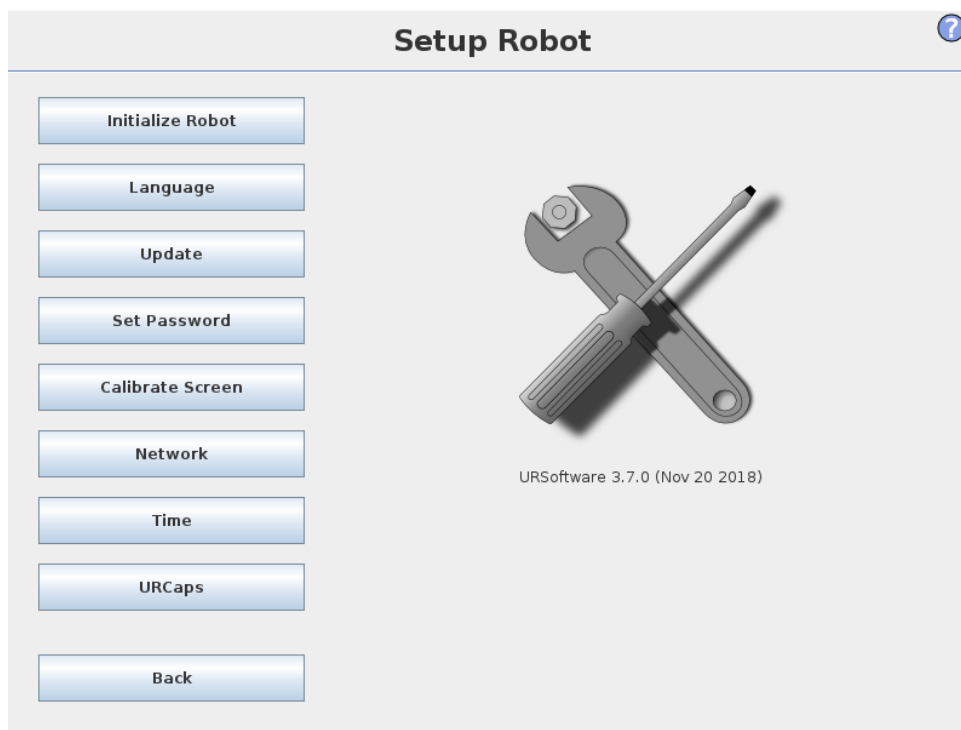 Setup Robot
?
Initialize Robot
Language
Update
Set Password
Calibrate Screen
Network
Time
URCaps
Back
URSoftware 3.7.0 (Nov 20 2018)